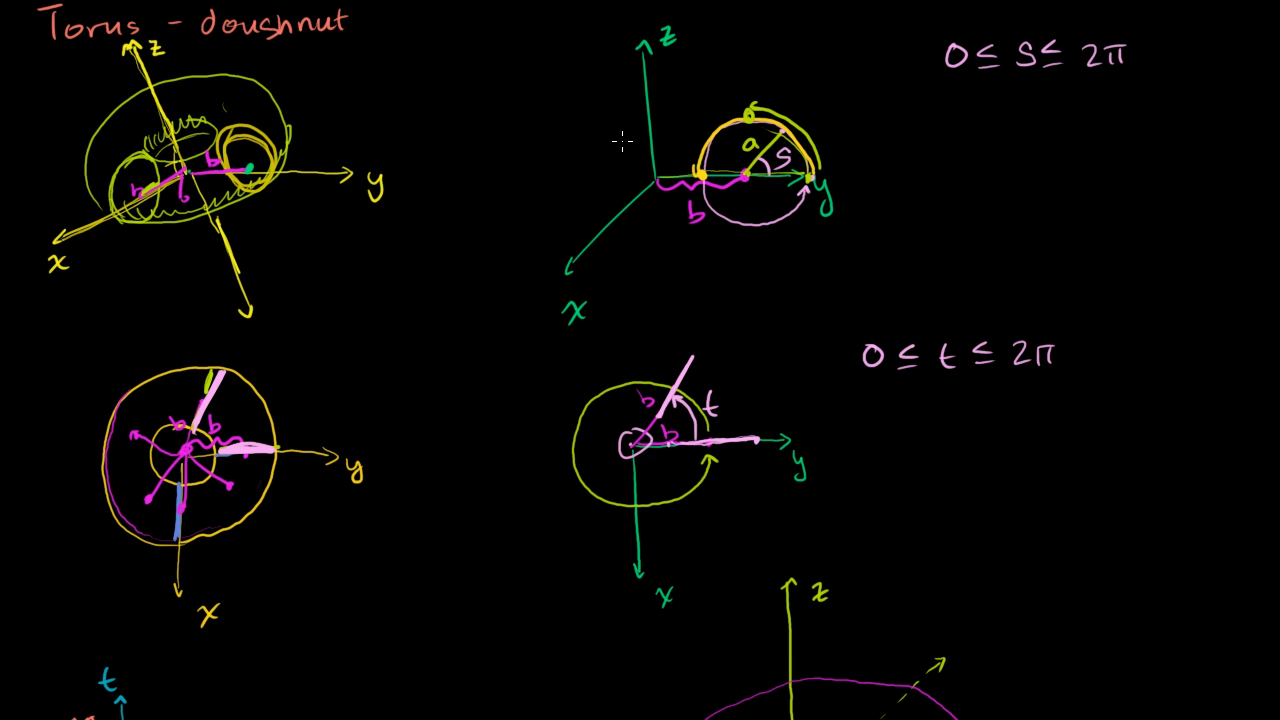 Torus - doughnut
z
b
b
b
y
x
z
a
s
b
y
x
0 ≤ s ≤ 2π
b
b
y
x
b
b
t
y
x
0 ≤ t ≤ 2π
z
t